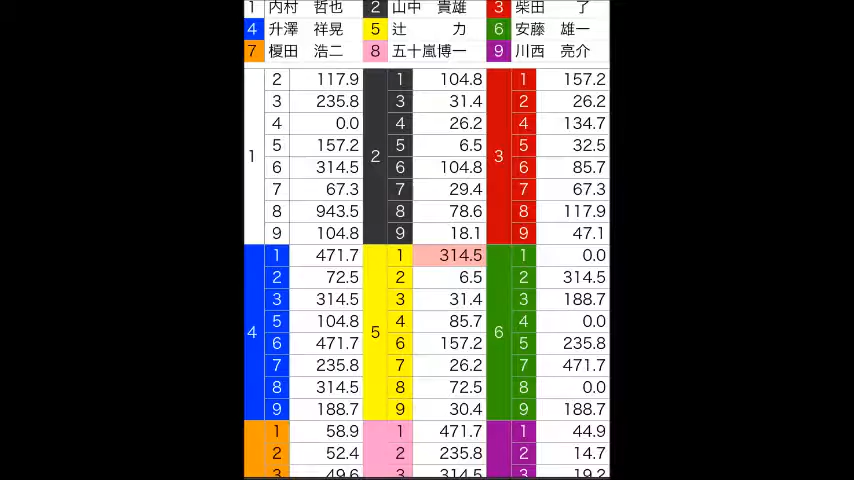 1 内村 哲也 2 山中 貴雄 3 柴田 了
4 升澤 祥晃 5 辻 力 6 安藤 雄一
7 榎田 浩二 8 五十嵐博一 9 川西 亮介
2 117.9 1 104.8 1 157.2
3 235.8 3 31.4 2 26.2
4 0.0 4 26.2 4 134.7
5 157.2 5 6.5 5 32.5
1 2 3
6 314.5 6 104.8 6 85.7
7 67.3 7 29.4 7 67.3
8 943.5 8 78.6 8 117.9
9 104.8 9 18.1 9 47.1
1 471.7 1 314.5 1 0.0
2 72.5 2 6.5 2 314.5
3 314.5 3 31.4 3 188.7
5 104.8 4 85.7 4 0.0
4 5 6
6 471.7 6 157.2 5 235.8
7 235.8 7 26.2 7 471.7
8 314.5 8 72.5 8 0.0
9 188.7 9 30.4 9 188.7
1 58.9 1 471.7 1 44.9
2 52.4 2 235.8 2 14.7
3 49.6 3 314.5 3 19.2